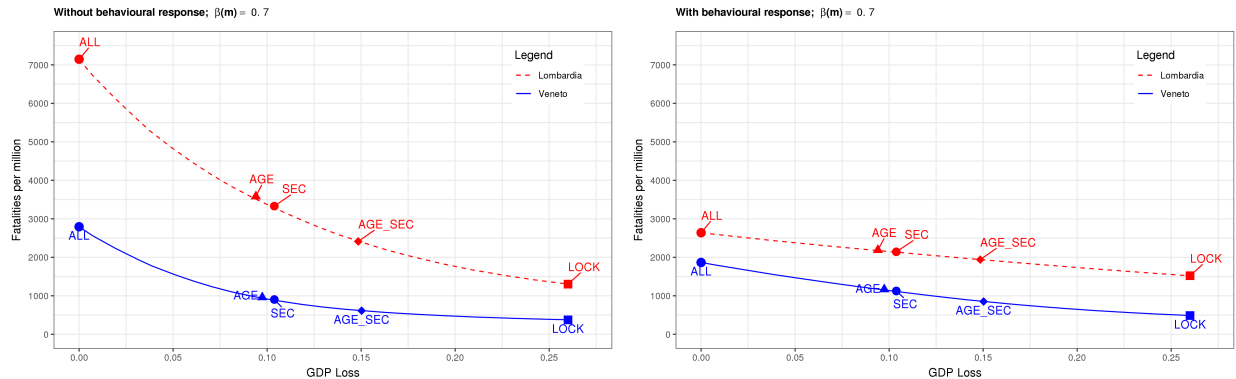 Without behavioural response; β(m) = 0.7
Fatalities per million
7000
6000
5000
4000
3000
2000
1000
0
Legend
Lombardia
Veneto
ALL
AGE
SEC
AGE_SEC
LOCK
ALL
AGE
SEC
AGE_SEC
LOCK
0.00 0.05 0.10 0.15 0.20 0.25
GDP Loss
With behavioural response; β(m) = 0.7
Fatalities per million
7000
6000
5000
4000
3000
2000
1000
0
Legend
Lombardia
Veneto
ALL
AGE
SEC
AGE_SEC
LOCK
ALL
AGE
SEC
AGE_SEC
LOCK
0.00 0.05 0.10 0.15 0.20 0.25
GDP Loss